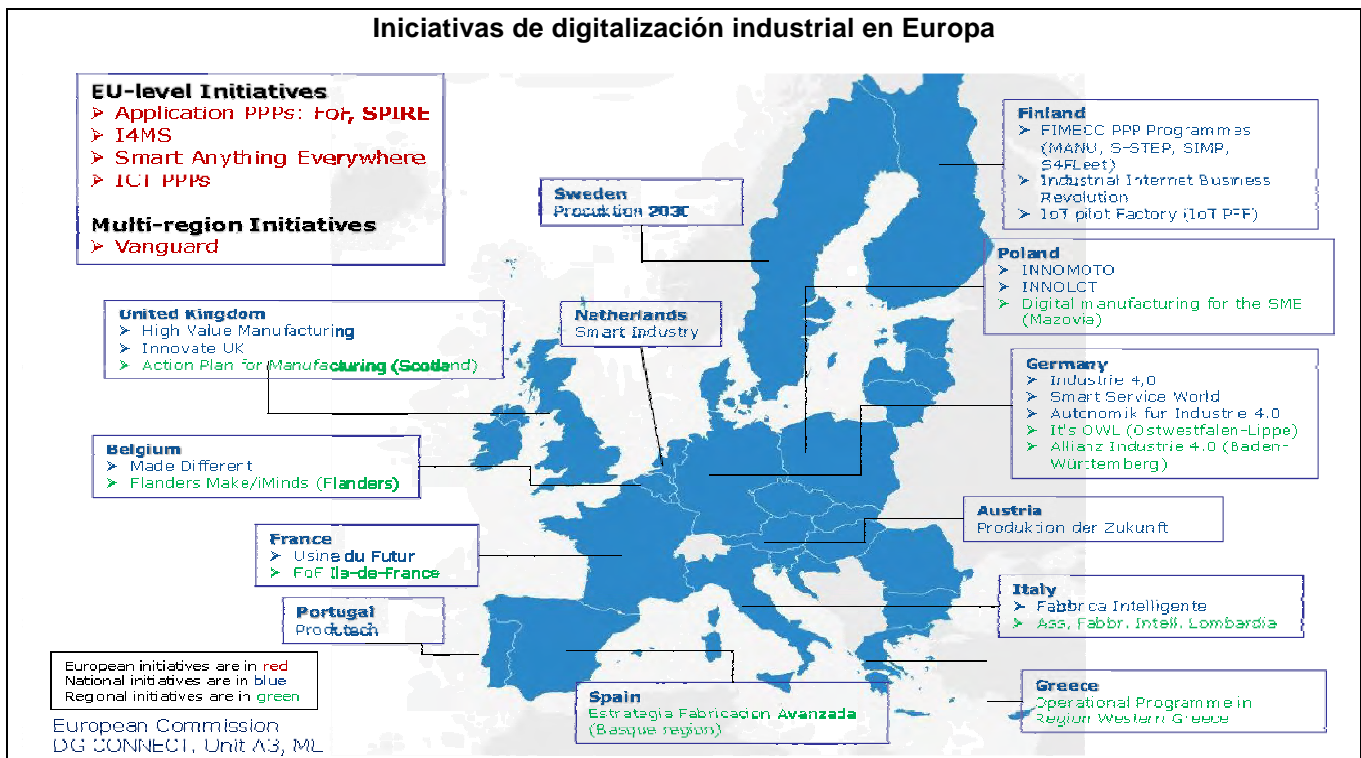 Iniciativas de digitalización industrial en Europa
EU-level Initiatives
➢ Application PPPs: FoF, SPIRE
➢ I4MS
➢ Smart Anything Everywhere
➢ ICT PPPs
Multi-region Initiatives
➢ Vanguard
Finland
➢ FIMECC PPP Programmes
(MANU, S-STEP, SIMP,
S4FLeet)
➢ Industrial Internet Business
Revolution
➢ IoT pilot Factory (IoT PFF)
Sweden
Produktion 2030
Poland
➢ INNOMOTO
➢ INNOLOT
➢ Digital manufacturing for the SME
(Mazovia)
United Kingdom
➢ High Value Manufacturing
➢ Innovate UK
➢ Action Plan for Manufacturing (Scotland)
Netherlands
Smart Industry
Germany
➢ Industrie 4,0
➢ Smart Service World
➢ Autonomik fur Industrie 4.0
➢ It's OWL (Ostwestfalen-Lippe)
➢ Allianz Industrie 4.0 (Baden-
Württemberg)
Belgium
➢ Made Different
➢ Flanders Make/iMinds (Flanders)
Austria
Produktion der Zukunft
France
➢ Usine du Futur
➢ FoF Ile-de-France
Italy
➢ Fabbrica Intelligente
➢ Ass, Fabbr. Intell. Lombardia
Portugal
Produtech
European initiatives are in red
National initiatives are in blue
Regional initiatives are in green
Spain
Estrategia Fabricacion Avanzada
(Basque region)
Greece
Operational Programme in
Region Western Greece
European Commission
DG CONNECT, Unit A3, ML